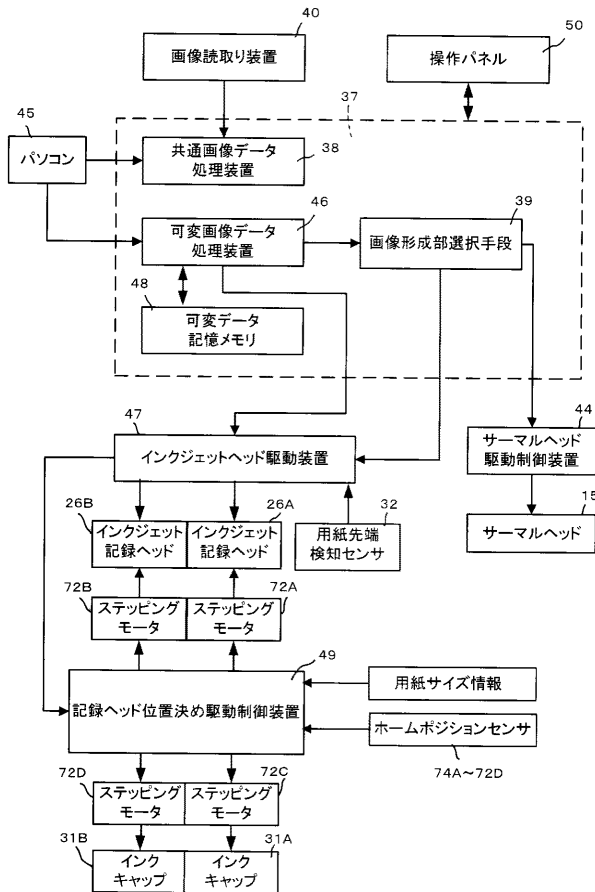 40
画像読取り装置
50
操作パネル
37
45
パソコン
共通画像データ
処理装置
38
46
可変画像データ
処理装置
39
画像形成部選択手段
48
可変データ
記憶メモリ
47
インクジェットヘッド駆動装置
44
サーマルヘッド
駆動制御装置
26B
インクジェット
記録ヘッド
26A
インクジェット
記録ヘッド
32
用紙先端
検知センサ
15
サーマルヘッド
72B
ステッピング
モータ
72A
ステッピング
モータ
49
記録ヘッド位置決め駆動制御装置
用紙サイズ情報
ホームポジションセンサ
74A～72D
72D
ステッピング
モータ
72C
ステッピング
モータ
31B
インク
キャップ
31A
インク
キャップ